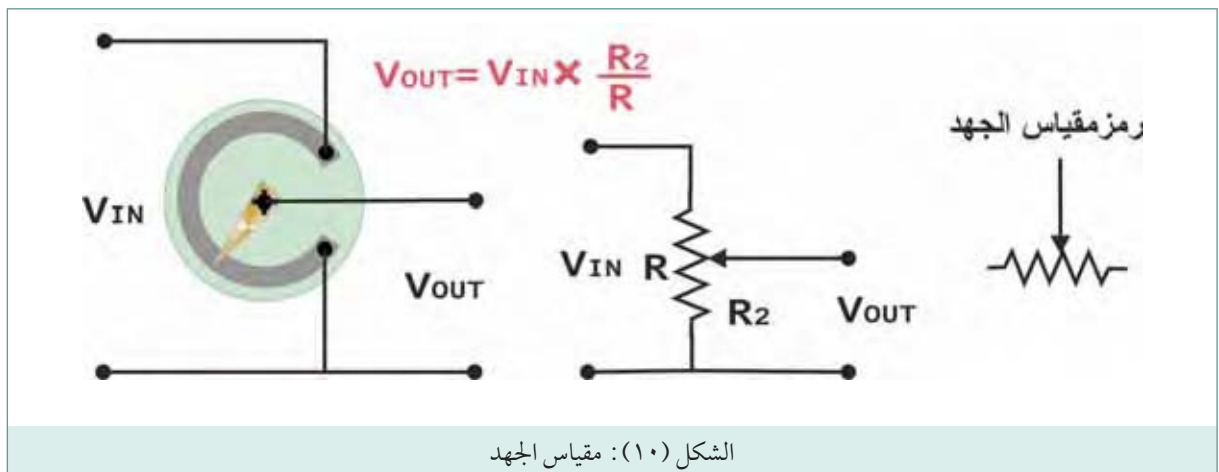 VOUT= VIN× R2
R
رمزمقياس الجهد
VIN
VOUT
VIN
R
R2
VOUT
الشكل (١٠): مقياس الجهد